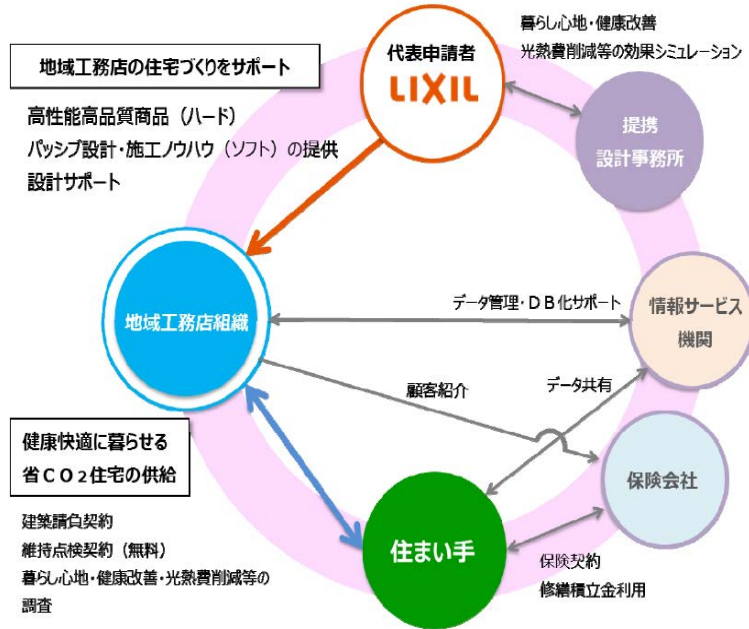 代表申請者
LIXIL
暮らし心地・健康改善
光熱費削減等の効果シミュレーション
地域工務店の住宅づくりをサポート
高性能高品質商品（ハード）
パッシブ設計・施工ノウハウ（ソフト）の提供
設計サポート
提携
設計事務所
地域工務店組織
データ管理・DB化サポート
情報サービス
機関
顧客紹介
データ共有
健康快適に暮らせる
省CO2住宅の供給
保険会社
建築請負契約
維持点検契約（無料）
暮らし心地・健康改善・光熱費削減等の
調査
住まい手
保険契約
修繕積立金利用